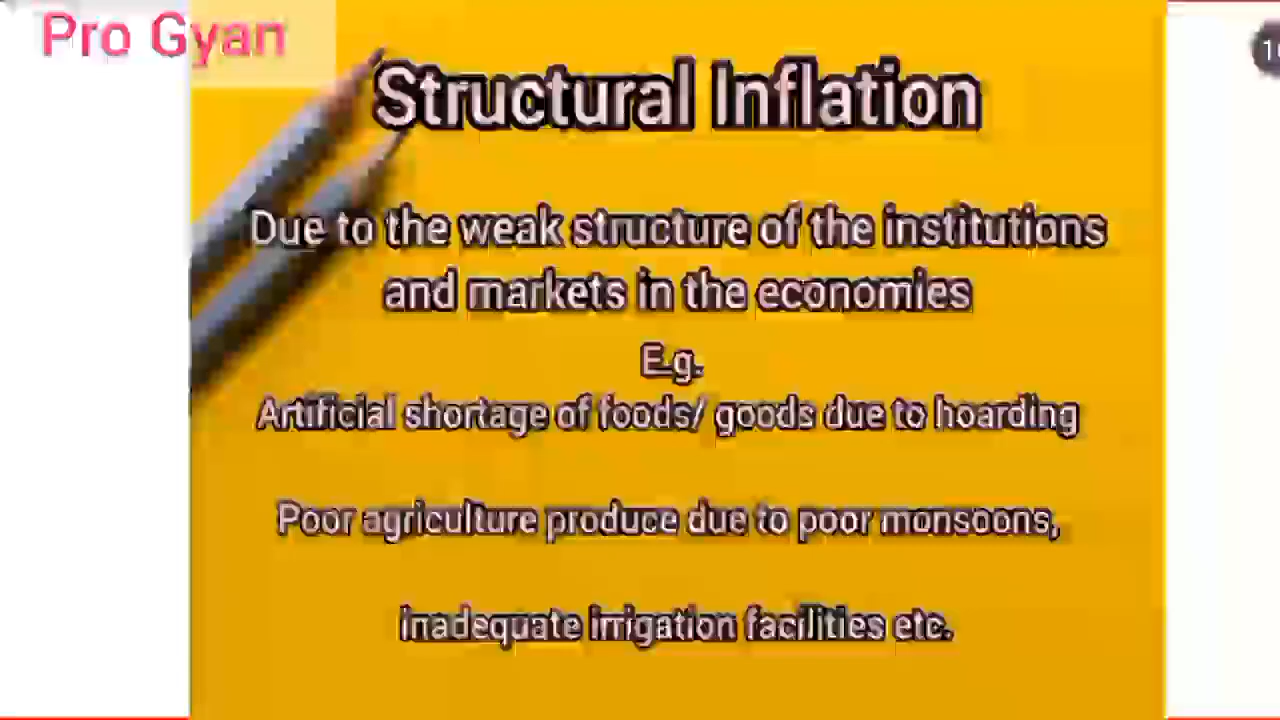 Pro Gyan
Structural Inflation
Due to the weak structure of the institutions
and markets in the economies
E.g.
Artificial shortage of foods/ goods due to hoarding
Poor agriculture produce due to poor monsoons,
inadequate irrigation facilities etc.